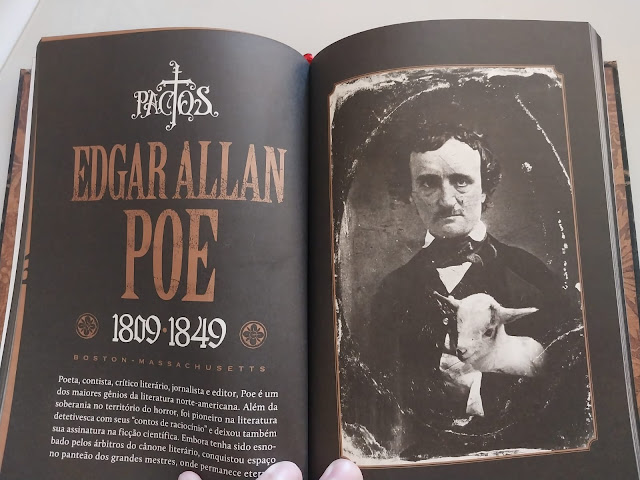 PACTOS
EDGAR ALLAN
POE
1809·1849
BOSTON-MASSACHUSETTS
Poeta, contista, crítico literário, jornalista e editor, Poe é um
dos maiores gênios da literatura norte-americana. Além da
soberania no território do horror, foi pioneiro na literatura
detetivesca com seus "contos de raciocínio" e deixou também
sua assinatura na ficção científica. Embora tenha sido esno-
bado pelos árbitros do cânone literário, conquistou espaço
no panteão dos grandes mestres, onde permanece